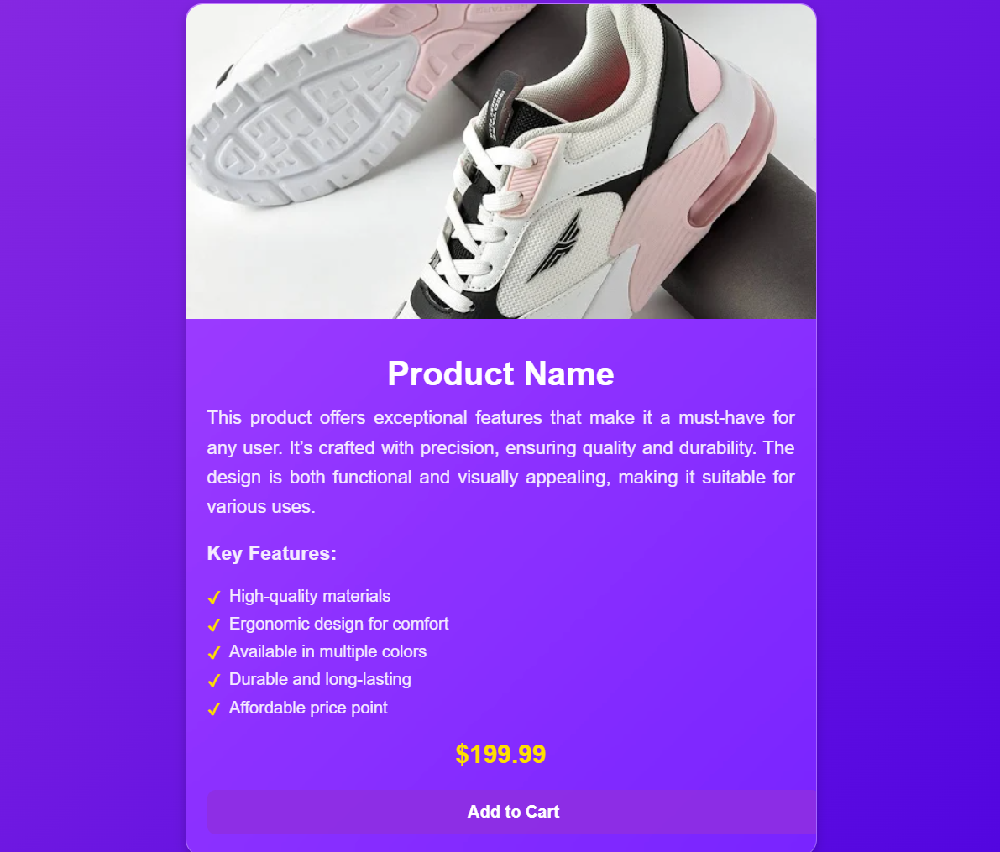 Product Name
This product offers exceptional features that make it a must-have for
any user. It’s crafted with precision, ensuring quality and durability. The
design is both functional and visually appealing, making it suitable for
various uses.
Key Features:
✓ High-quality materials
✓ Ergonomic design for comfort
✓ Available in multiple colors
✓ Durable and long-lasting
✓ Affordable price point
$199.99
Add to Cart